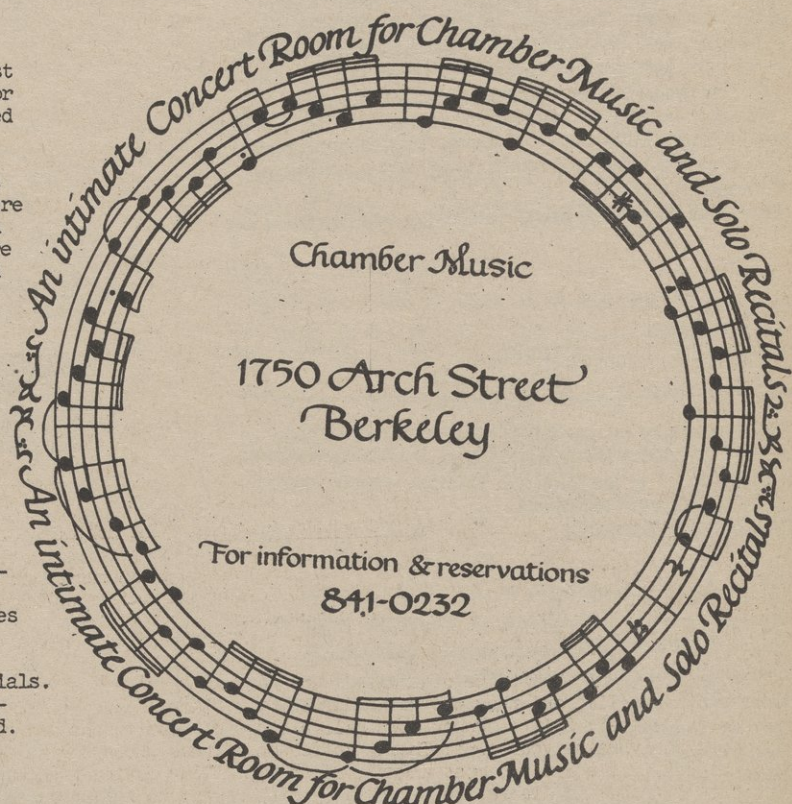 An intimate Concert Room for Chamber Music and Solo Recitals
Chamber Music
1750 Arch Street
Berkeley
For information & reservations
841-0232
An intimate Concert Room for Chamber Music and Solo Recitals